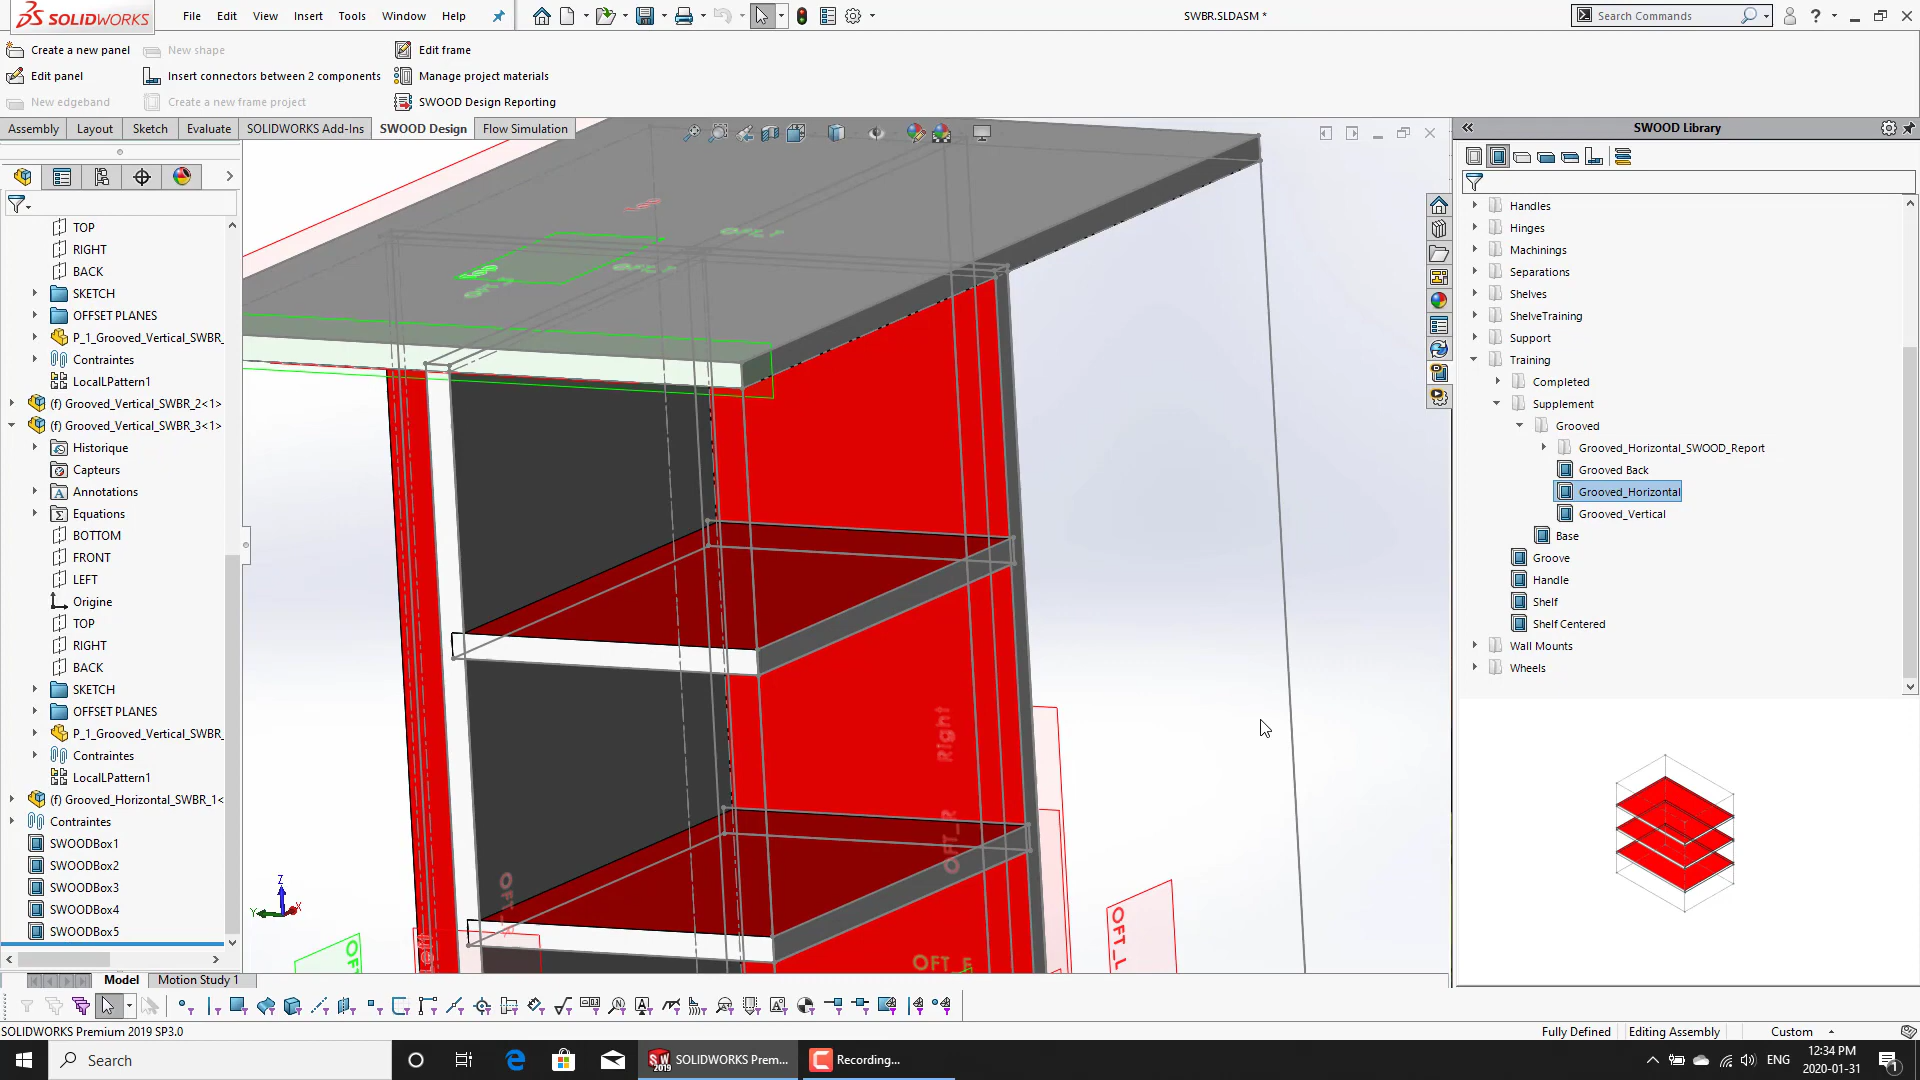 SOLIDWORKS
File Edit View Insert Tools Window Help
SWBR.SLDASM *
Search Commands
Create a new panel
New shape
Edit frame
Edit panel
Insert connectors between 2 components
Manage project materials
New edgeband
Create a new frame project
SWOOD Design Reporting
Assembly Layout Sketch Evaluate SOLIDWORKS Add-Ins SWOOD Design Flow Simulation
SWOOD Library
TOP
RIGHT
BACK
SKETCH
OFFSET PLANES
P_1_Grooved_Vertical_SWBR_
Contraintes
LocalLPattern1
(f) Grooved_Vertical_SWBR_2<1>
(f) Grooved_Vertical_SWBR_3<1>
Historique
Capteurs
Annotations
Equations
BOTTOM
FRONT
LEFT
Origine
TOP
RIGHT
BACK
SKETCH
OFFSET PLANES
P_1_Grooved_Vertical_SWBR_
Contraintes
LocalLPattern1
(f) Grooved_Horizontal_SWBR_1<
Contraintes
SWOODBox1
SWOODBox2
SWOODBox3
SWOODBox4
SWOODBox5
OFT_T
Right
OFT_R
OFT_L
OFT_F
Left
Z
Y
X
Handles
Hinges
Machinings
Separations
Shelves
ShelveTraining
Support
Training
Completed
Supplement
Grooved
Grooved_Horizontal_SWOOD_Report
Grooved Back
Grooved_Horizontal
Grooved_Vertical
Base
Groove
Handle
Shelf
Shelf Centered
Wall Mounts
Wheels
Model Motion Study 1
SOLIDWORKS Premium 2019 SP3.0
Fully Defined Editing Assembly Custom
Search
SOLIDWORKS Prem...
Recording...
ENG
12:34 PM
2020-01-31